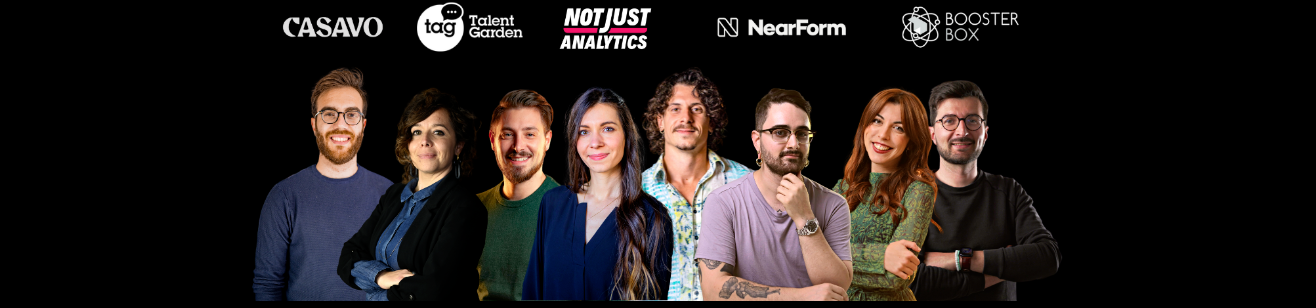 CASAVO
tag
Talent
Garden
NOT JUST
ANALYTICS
NearForm
BOOSTER
BOX